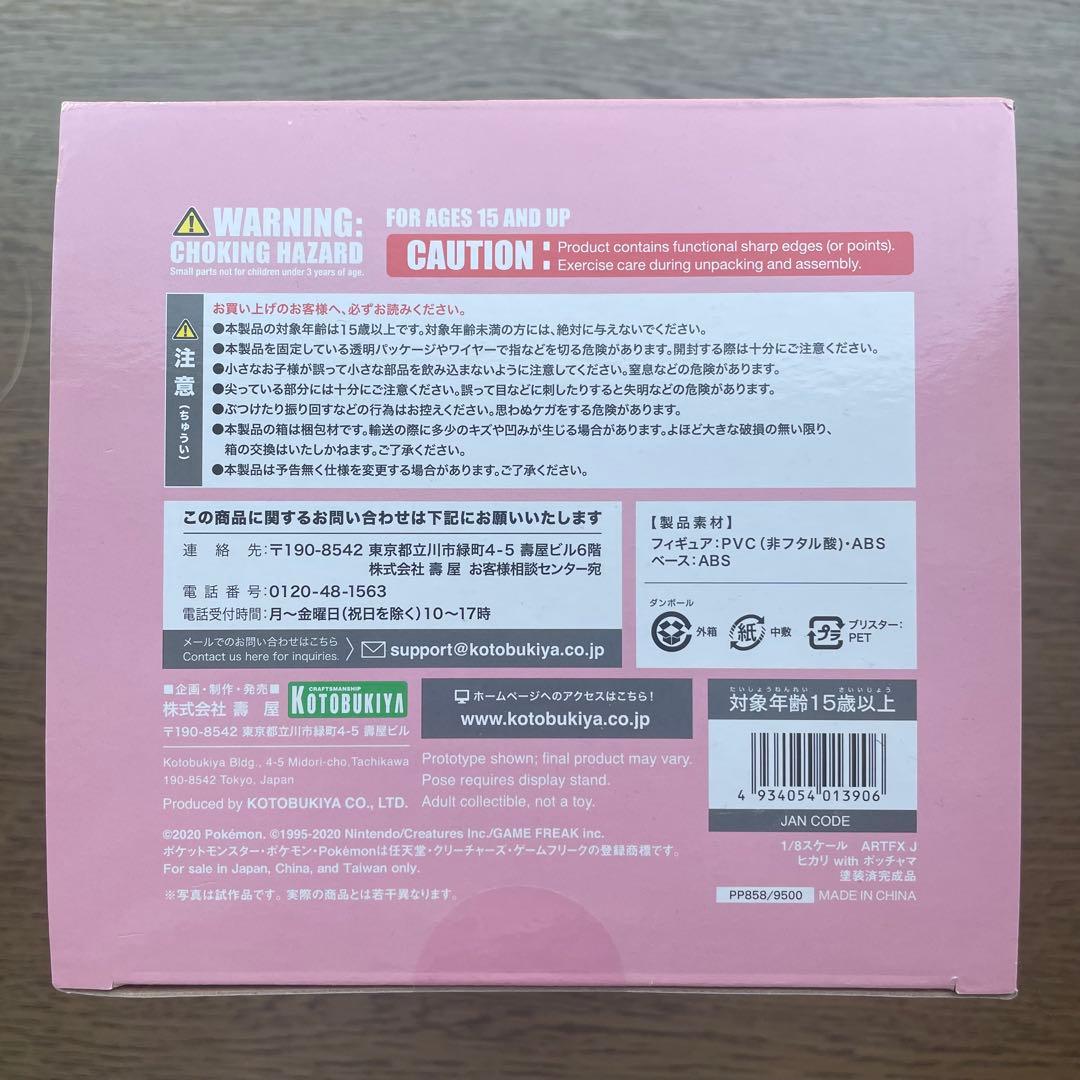 WARNING:
CHOKING HAZARD
Small parts not for children under 3 years of age.
FOR AGES 15 AND UP
CAUTION : Product contains functional sharp edges (or points).
Exercise care during unpacking and assembly.
注意(ちゅうい)
お買い上げのお客様へ、必ずお読みください。
●本製品の対象年齢は15歳以上です。対象年齢未満の方には、絶対に与えないでください。
●本製品を固定している透明パッケージやワイヤーで指などを切る危険があります。開封する際は十分にご注意ください。
●小さなお子様が誤って小さな部品を飲み込まないように注意してください。窒息などの危険があります。
●尖っている部分には十分にご注意ください。誤って目などに刺したりすると失明などの危険があります。
●ぶつけたり振り回すなどの行為はお控えください。思わぬケガをする危険があります。
●本製品の箱は梱包材です。輸送の際に多少のキズや凹みが生じる場合があります。よほど大きな破損の無い限り、
箱の交換はいたしかねます。ご了承ください。
●本製品は予告無く仕様を変更する場合があります。ご了承ください。
この商品に関するお問い合わせは下記にお願いいたします
連絡先:〒190-8542 東京都立川市緑町4-5 壽屋ビル6階
株式会社 壽屋 お客様相談センター宛
電話番号:0120-48-1563
電話受付時間:月〜金曜日(祝日を除く)10〜17時
メールでのお問い合わせはこちら
Contact us here for inquiries.
support@kotobukiya.co.jp
【製品素材】
フィギュア:PVC(非フタル酸)・ABS
ベース:ABS
ダンボール
外箱
紙 中敷
プラ ブリスター:
PET
■企画・制作・発売■
株式会社 壽屋
CRAFTSMANSHIP
KOTOBUKIYA
〒190-8542 東京都立川市緑町4-5 壽屋ビル
Kotobukiya Bldg., 4-5 Midori-cho,Tachikawa
190-8542 Tokyo, Japan
Produced by KOTOBUKIYA CO., LTD.
ホームページへのアクセスはこちら!
www.kotobukiya.co.jp
Prototype shown; final product may vary.
Pose requires display stand.
Adult collectible, not a toy.
たいしょうねんれい さいいじょう
対象年齢15歳以上
4 934054 013906
JAN CODE
©2020 Pokémon. ©1995-2020 Nintendo/Creatures Inc./GAME FREAK inc.
ポケットモンスター・ポケモン・Pokémonは任天堂・クリーチャーズ・ゲームフリークの登録商標です。
For sale in Japan, China, and Taiwan only.
※写真は試作品です。実際の商品とは若干異なります。
1/8スケール ARTFX J
ヒカリ with ポッチャマ
塗装済完成品
PP858/9500 MADE IN CHINA